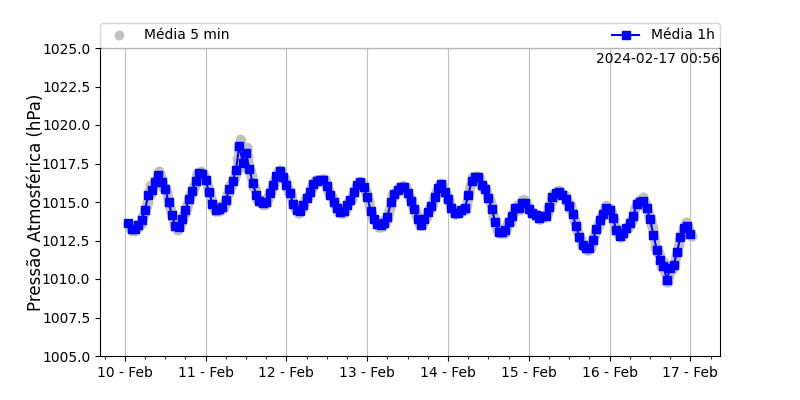 Média 5 min
Média 1h
2024-02-17 00:56
Pressão Atmosférica (hPa)
1025.0
1022.5
1020.0
1017.5
1015.0
1012.5
1010.0
1007.5
1005.0
10 - Feb
11 - Feb
12 - Feb
13 - Feb
14 - Feb
15 - Feb
16 - Feb
17 - Feb